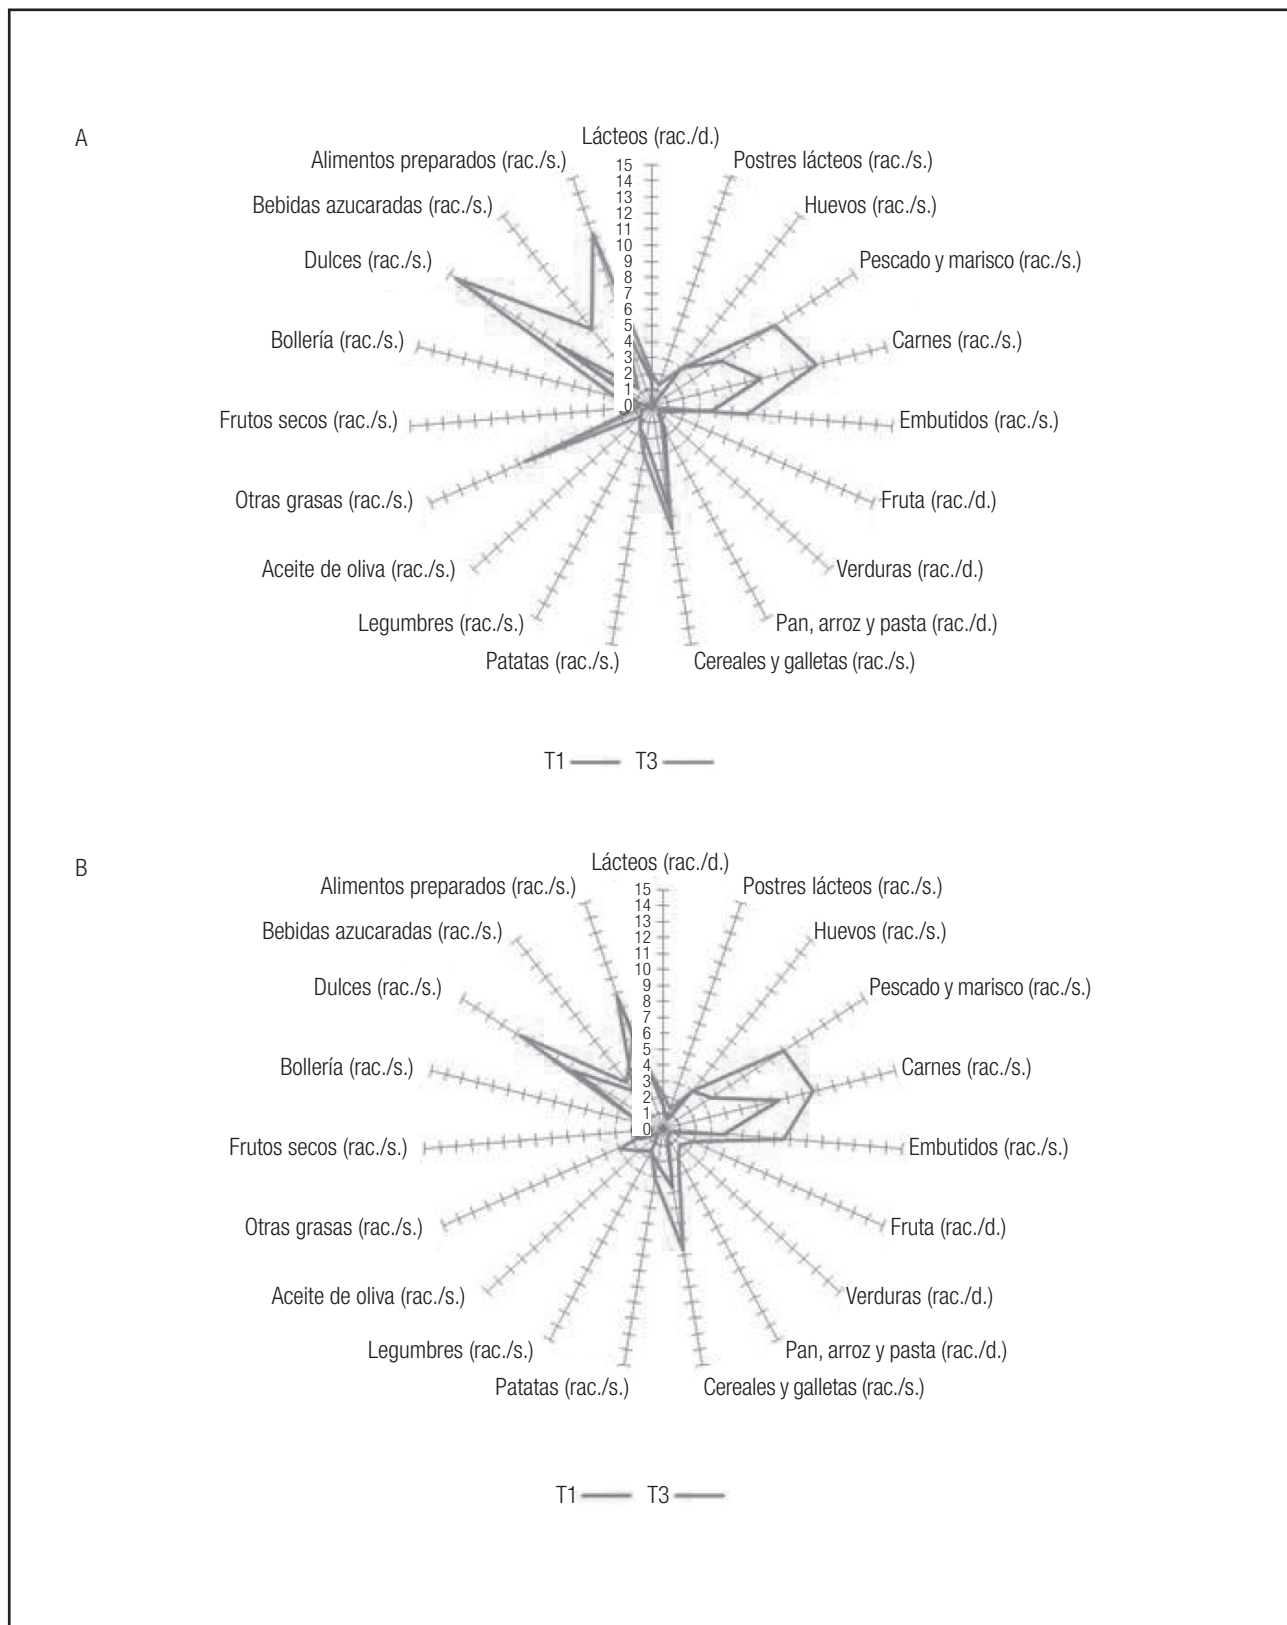 A
Lácteos (rac./d.)
Alimentos preparados (rac./s.)
Postres lácteos (rac./s.)
Bebidas azucaradas (rac./s.)
Huevos (rac./s.)
Dulces (rac./s.)
Pescado y marisco (rac./s.)
Bollería (rac./s.)
Carnes (rac./s.)
Frutos secos (rac./s.)
Embutidos (rac./s.)
Otras grasas (rac./s.)
Fruta (rac./d.)
Aceite de oliva (rac./s.)
Verduras (rac./d.)
Legumbres (rac./s.)
Pan, arroz y pasta (rac./d.)
Patatas (rac./s.)
Cereales y galletas (rac./s.)
15
14
13
12
11
10
9
8
7
6
5
4
3
2
1
0
T1 T3
B
Lácteos (rac./d.)
Alimentos preparados (rac./s.)
Postres lácteos (rac./s.)
Bebidas azucaradas (rac./s.)
Huevos (rac./s.)
Dulces (rac./s.)
Pescado y marisco (rac./s.)
Bollería (rac./s.)
Carnes (rac./s.)
Frutos secos (rac./s.)
Embutidos (rac./s.)
Otras grasas (rac./s.)
Fruta (rac./d.)
Aceite de oliva (rac./s.)
Verduras (rac./d.)
Legumbres (rac./s.)
Pan, arroz y pasta (rac./d.)
Patatas (rac./s.)
Cereales y galletas (rac./s.)
15
14
13
12
11
10
9
8
7
6
5
4
3
2
1
0
T1 T3